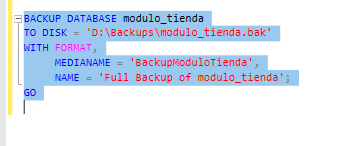 BACKUP DATABASE modulo_tienda
TO DISK = 'D:\Backups\modulo_tienda.bak'
WITH FORMAT,
MEDIANAME = 'BackupModuloTienda',
NAME = 'Full Backup of modulo_tienda';
GO